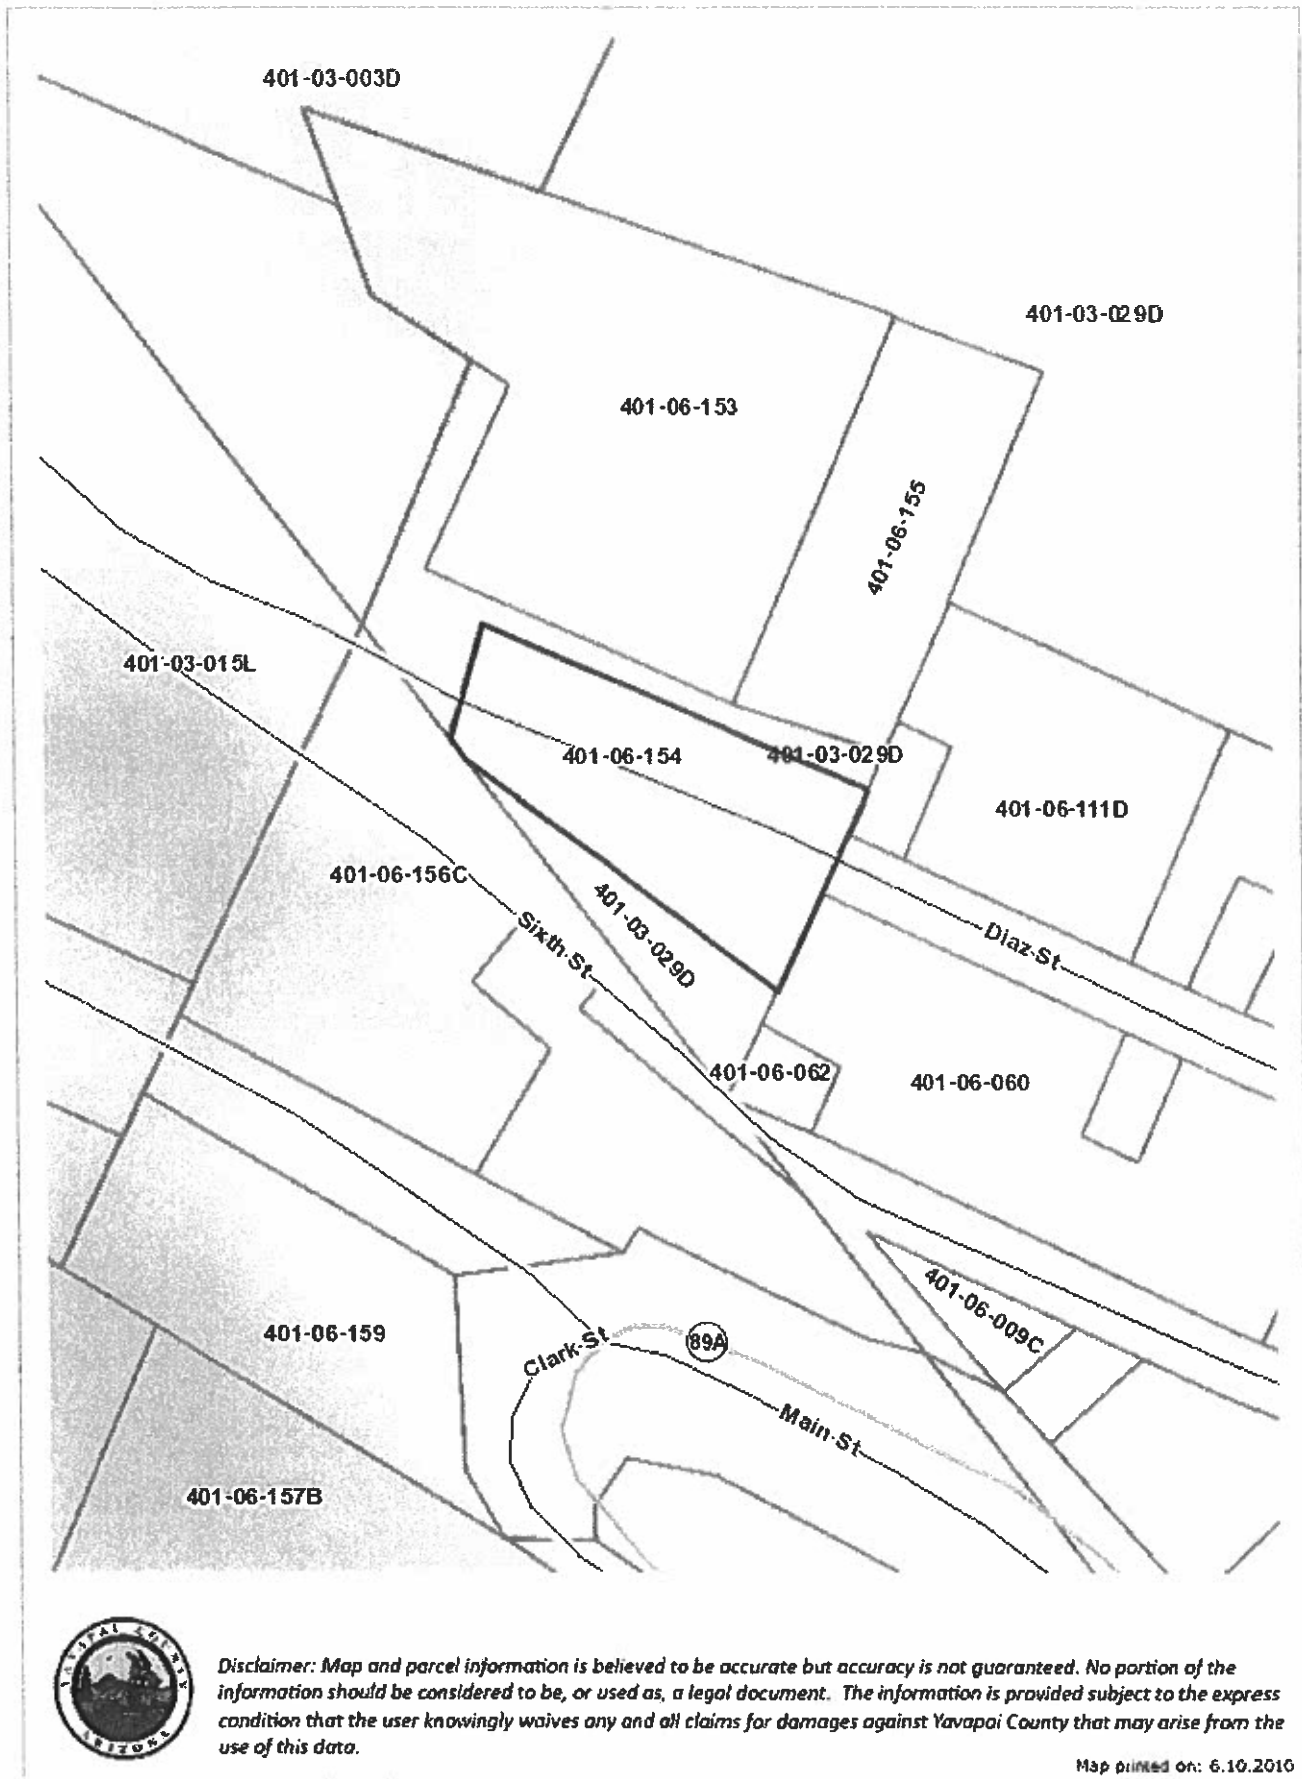 401-03-003D
401-03-029D
401-06-153
401-06-155
401-03-015L
401-06-154
401-03-029D
401-06-111D
401-06-156C
401-03-029D
Sixth St
Diaz St
401-06-062
401-06-060
401-06-009C
401-06-159
Clark St
89A
Main St
401-06-157B
Disclaimer: Map and parcel information is believed to be accurate but accuracy is not guaranteed. No portion of the
information should be considered to be, or used as, a legal document. The information is provided subject to the express
condition that the user knowingly waives any and all claims for damages against Yavapai County that may arise from the
use of this data.
Map printed on: 6.10.2010
YAVAPAI COUNTY
ARIZONA